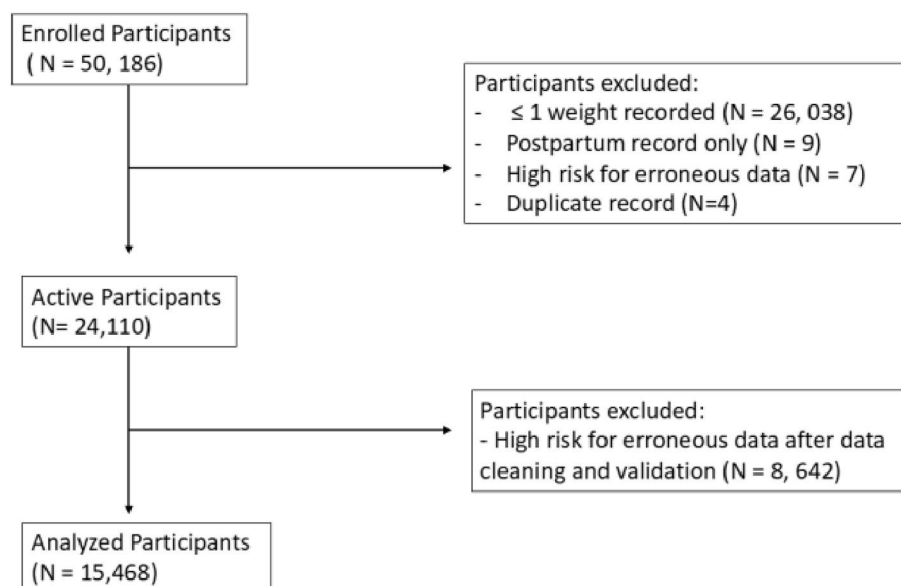 Enrolled Participants
( N = 50, 186)
Participants excluded:
- ≤ 1 weight recorded (N = 26, 038)
- Postpartum record only (N = 9)
- High risk for erroneous data (N = 7)
- Duplicate record (N=4)
Active Participants
(N= 24,110)
Participants excluded:
- High risk for erroneous data after data
cleaning and validation (N = 8, 642)
Analyzed Participants
(N = 15,468)